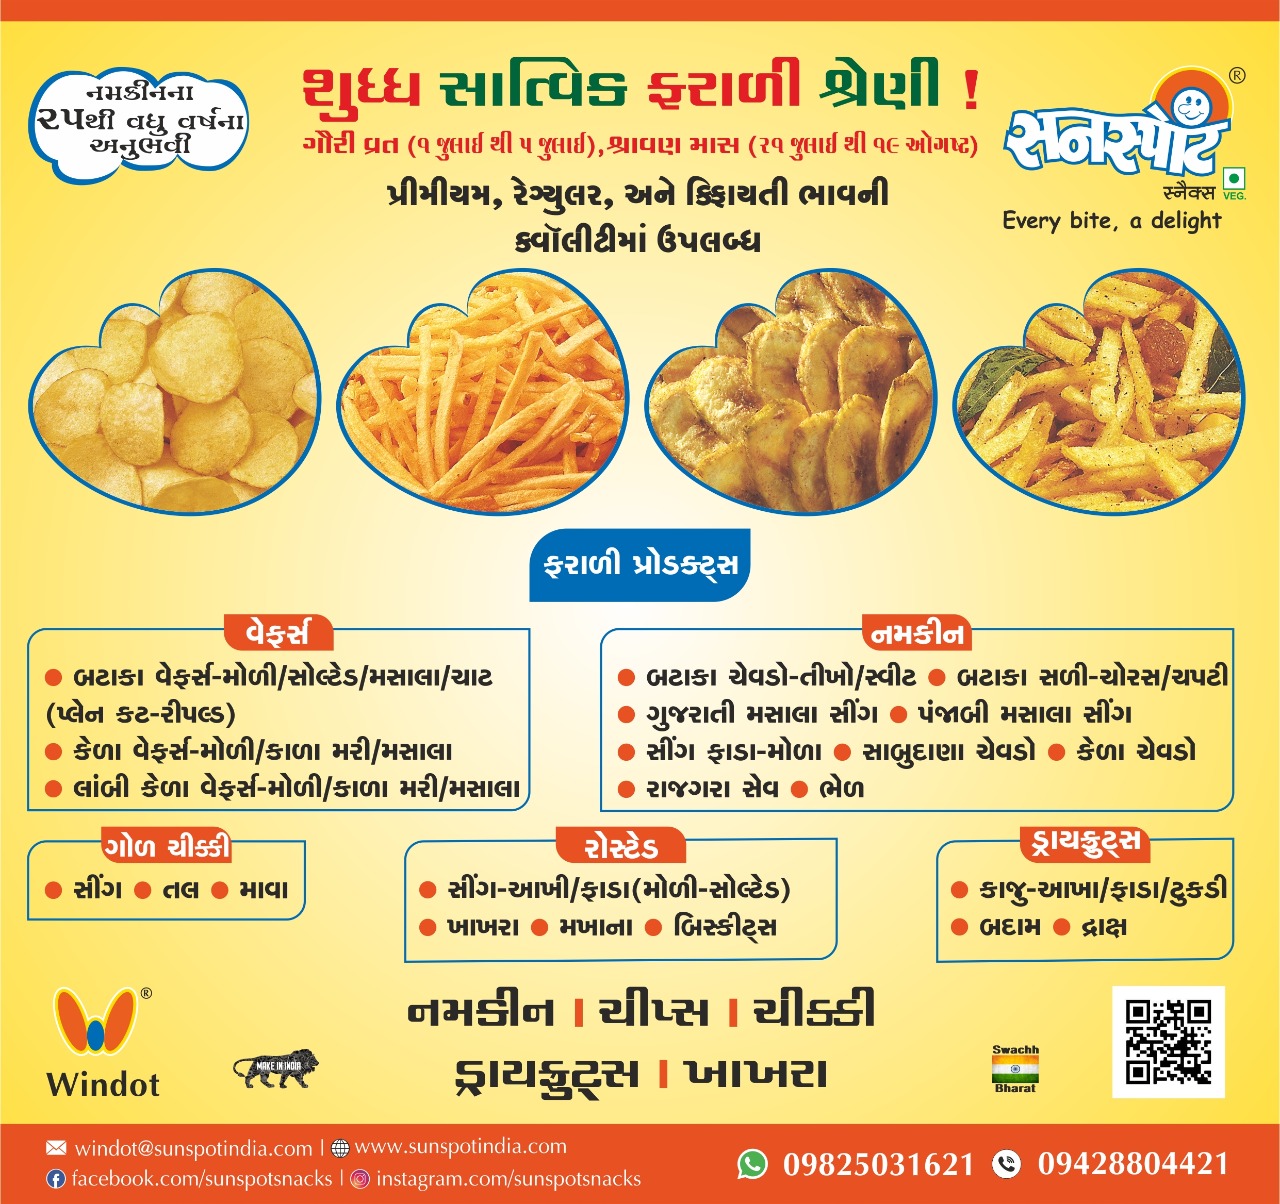 નમકીનના
૨૫થી વધુ વર્ષના
અનુભવી
શુધ્ધ સાત્વિક ફરાળી શ્રેણી !
ગૌરી વ્રત (૧ જુલાઈ થી ૫ જુલાઈ), શ્રાવણ માસ (૨૧ જુલાઈ થી ૧૯ ઓગષ્ટ)
પ્રીમીયમ, રેગ્યુલર, અને કિફાયતી ભાવની
ક્વૉલીટીમાં ઉપલબ્ધ
सनस्पोट ®
स्नैक्स VEG.
Every bite, a delight
ફરાળી પ્રોડક્ટ્સ
વેફર્સ
● બટાકા વેફર્સ-મોળી/સોલ્ટેડ/મસાલા/ચાટ
(પ્લેન કટ-રીપલ્ડ)
● કેળા વેફર્સ-મોળી/કાળા મરી/મસાલા
● લાંબી કેળા વેફર્સ-મોળી/કાળા મરી/મસાલા
નમકીન
● બટાકા ચેવડો-તીખો/સ્વીટ ● બટાકા સળી-ચોરસ/ચપટી
● ગુજરાતી મસાલા સીંગ ● પંજાબી મસાલા સીંગ
● સીંગ ફાડા-મોળા ● સાબુદાણા ચેવડો ● કેળા ચેવડો
● રાજગરા સેવ ● ભેળ
ગોળ ચીક્કી
● સીંગ ● તલ ● માવા
રોસ્ટેડ
● સીંગ-આખી/ફાડા(મોળી-સોલ્ટેડ)
● ખાખરા ● મખાના ● બિસ્કીટ્સ
ડ્રાયફ્રુટ્સ
● કાજુ-આખા/ફાડા/ટુકડી
● બદામ ● દ્રાક્ષ
®
Windot
MAKE IN INDIA
નમકીન | ચીપ્સ | ચીક્કી
ડ્રાયફ્રુટ્સ | ખાખરા
Swachh
Bharat
windot@sunspotindia.com | www.sunspotindia.com
facebook.com/sunspotsnacks | instagram.com/sunspotsnacks
09825031621 09428804421